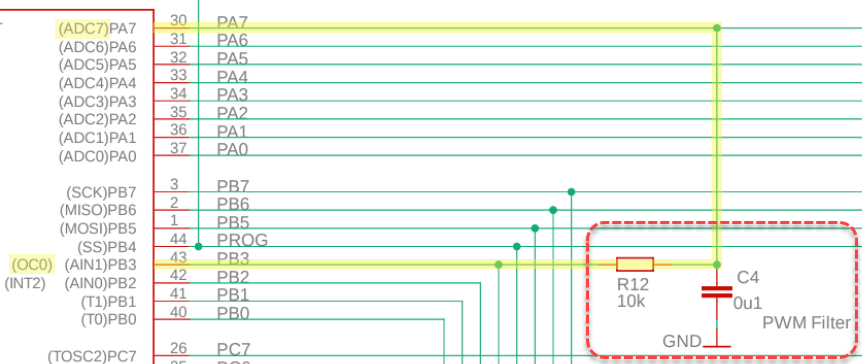 (ADC7)PA7 30 PA7
(ADC6)PA6 31 PA6
(ADC5)PA5 32 PA5
(ADC4)PA4 33 PA4
(ADC3)PA3 34 PA3
(ADC2)PA2 35 PA2
(ADC1)PA1 36 PA1
(ADC0)PA0 37 PA0
(SCK)PB7 3 PB7
(MISO)PB6 2 PB6
(MOSI)PB5 1 PB5
(SS)PB4 44 PROG
(OC0) (AIN1)PB3 43 PB3
(INT2) (AIN0)PB2 42 PB2
(T1)PB1 41 PB1
(T0)PB0 40 PB0
(TOSC2)PC7 26 PC7
R12
10k
C4
0u1
PWM Filter
GND